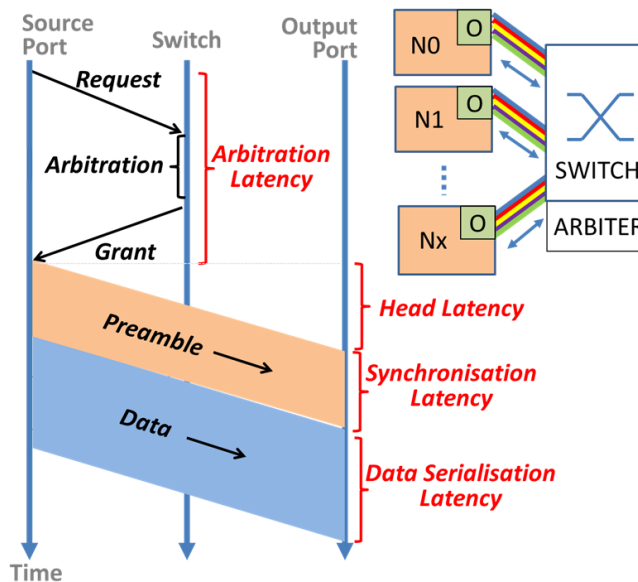 Source
Port
Switch
Output
Port
Request
Arbitration
Arbitration
Latency
Grant
Head Latency
Preamble
Synchronisation
Latency
Data
Data Serialisation
Latency
Time
N0
O
N1
O
Nx
O
SWITCH
ARBITER